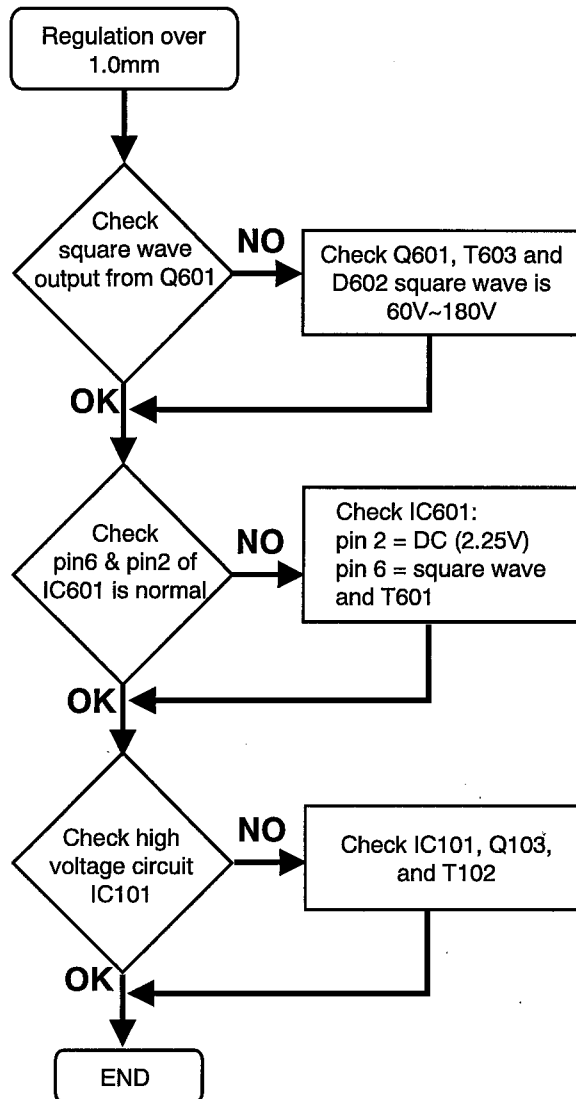 Regulation over
1.0mm
Check
square wave
output from Q601
NO
Check Q601, T603 and
D602 square wave is
60V~180V
OK
Check
pin6 & pin2 of
IC601 is normal
NO
Check IC601:
pin 2 = DC (2.25V)
pin 6 = square wave
and T601
OK
Check high
voltage circuit
IC101
NO
Check IC101, Q103,
and T102
OK
END